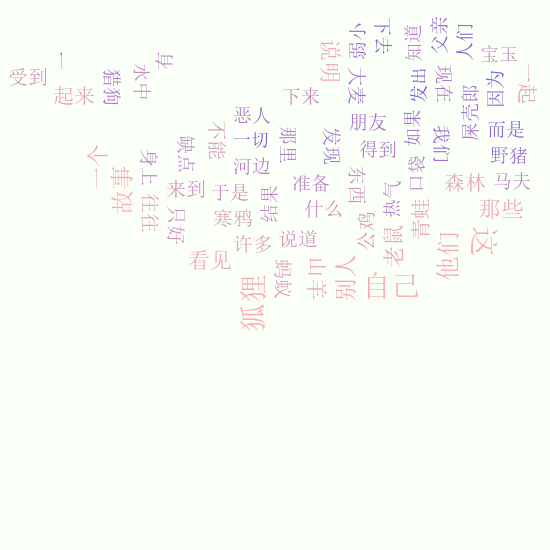 小弱
下去
知道
父亲
人们
说明
宝玉
一
身
受到
猎狗
水中
大麦
发出
现在
因为
一起
起来
下来
屎壳郎
恶人
朋友
如果
而是
一切
那里
发现
我们
不能
缺点
得到
野猪
一个
身上
河边
口袋
故事
来到
于是
准备
东西
热气
森林
马夫
往往
只好
寒鸦
结果
什么
公鸡
青蛙
那些
许多
说道
老鼠
这
看见
蚂蚁
山羊
别人
他们
狐狸
自己